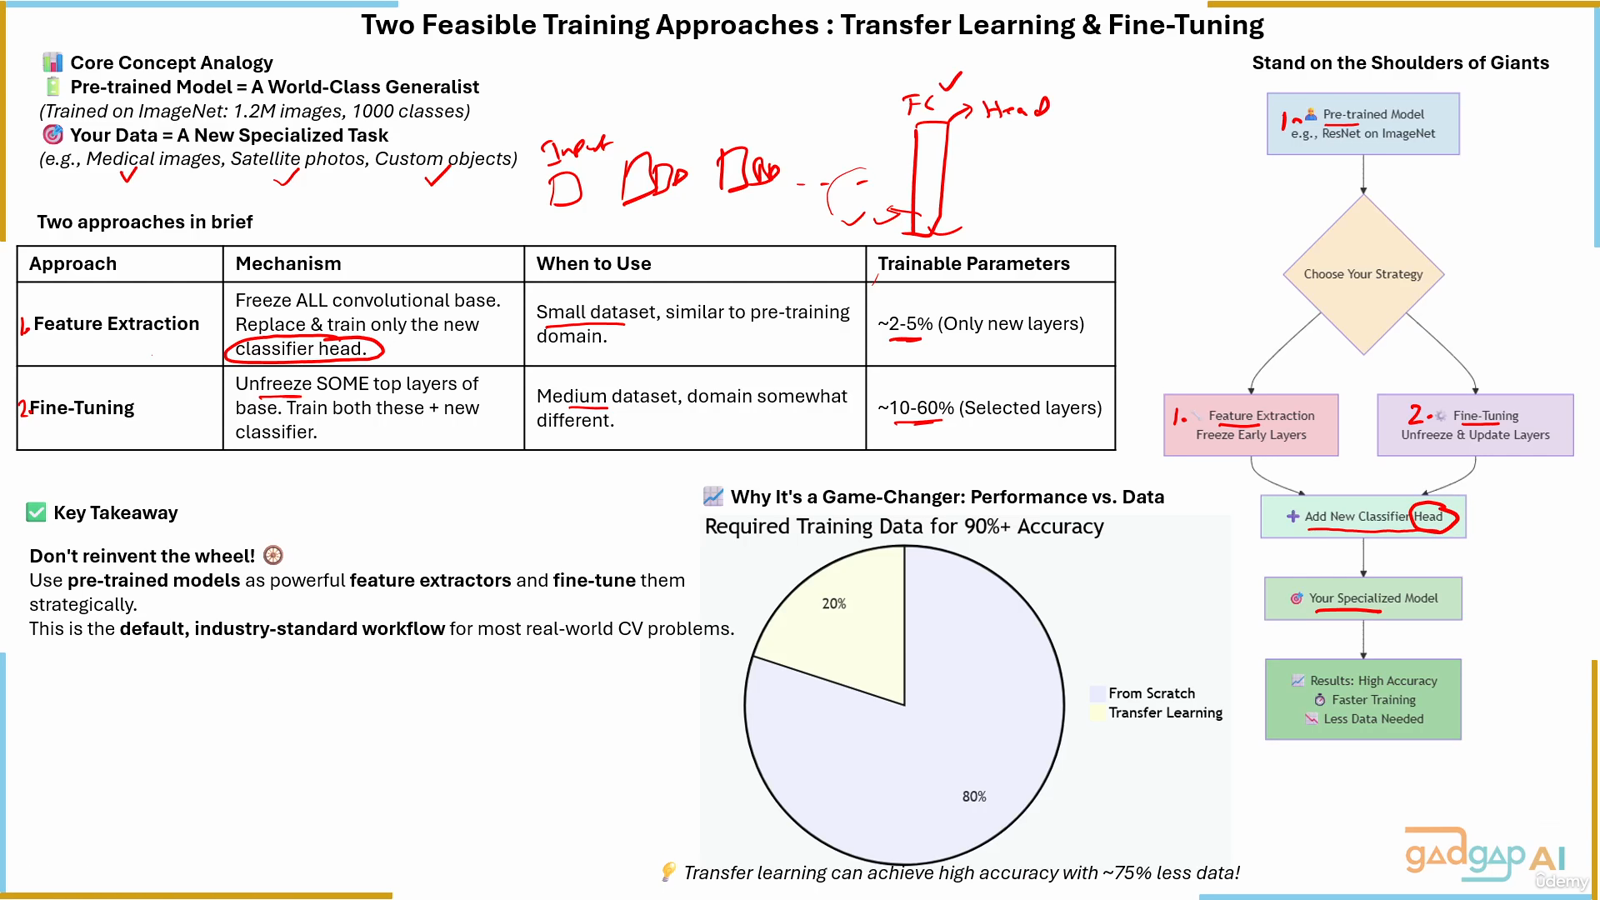 Two Feasible Training Approaches : Transfer Learning & Fine-Tuning
Core Concept Analogy
Pre-trained Model = A World-Class Generalist
(Trained on ImageNet: 1.2M images, 1000 classes)
Your Data = A New Specialized Task
(e.g., Medical images, Satellite photos, Custom objects)
Input
FC
Head
Two approaches in brief
Approach
Mechanism
When to Use
Trainable Parameters
1.
Feature Extraction
Freeze ALL convolutional base.
Replace & train only the new
classifier head.
Small dataset, similar to pre-training
domain.
~2-5% (Only new layers)
2.
Fine-Tuning
Unfreeze SOME top layers of
base. Train both these + new
classifier.
Medium dataset, domain somewhat
different.
~10-60% (Selected layers)
Key Takeaway
Don't reinvent the wheel!
Use pre-trained models as powerful feature extractors and fine-tune them
strategically.
This is the default, industry-standard workflow for most real-world CV problems.
Why It's a Game-Changer: Performance vs. Data
Required Training Data for 90%+ Accuracy
20%
80%
From Scratch
Transfer Learning
Transfer learning can achieve high accuracy with ~75% less data!
Stand on the Shoulders of Giants
1.
Pre-trained Model
e.g., ResNet on ImageNet
Choose Your Strategy
1. Feature Extraction
Freeze Early Layers
2. Fine-Tuning
Unfreeze & Update Layers
Add New Classifier Head
Your Specialized Model
Results: High Accuracy
Faster Training
Less Data Needed
gadgap AI
Udemy